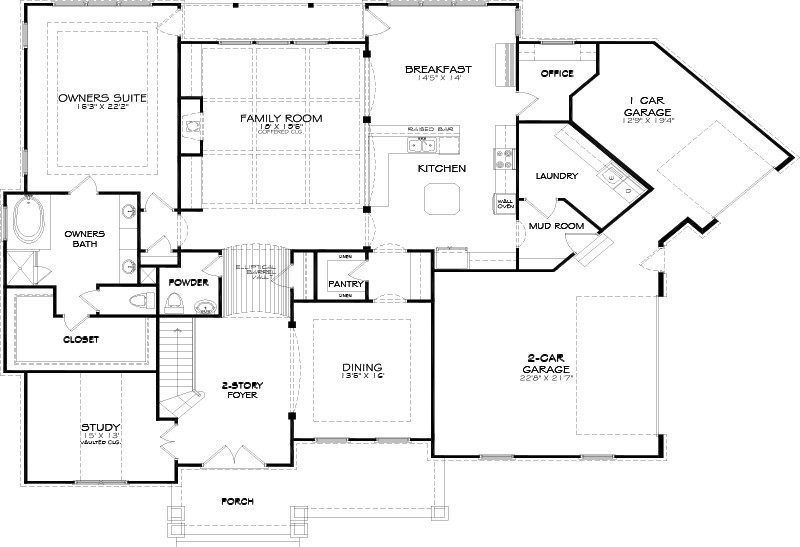 OWNERS SUITE
16'3" X 22'2"
FAMILY ROOM
18' X 19'6"
COFFERED CLG.
BREAKFAST
14'5" X 14'
OFFICE
1 CAR
GARAGE
12'9" X 19'4"
RAISED BAR
KITCHEN
WALL
OVEN
LAUNDRY
MUD ROOM
OWNERS
BATH
POWDER
ELLIPTICAL
BARREL
VAULT
LINEN
PANTRY
LINEN
CLOSET
2-STORY
FOYER
DINING
13'5" X 16'
2-CAR
GARAGE
22'8" X 21'7"
STUDY
15' X 13'
VAULTED CLG.
PORCH